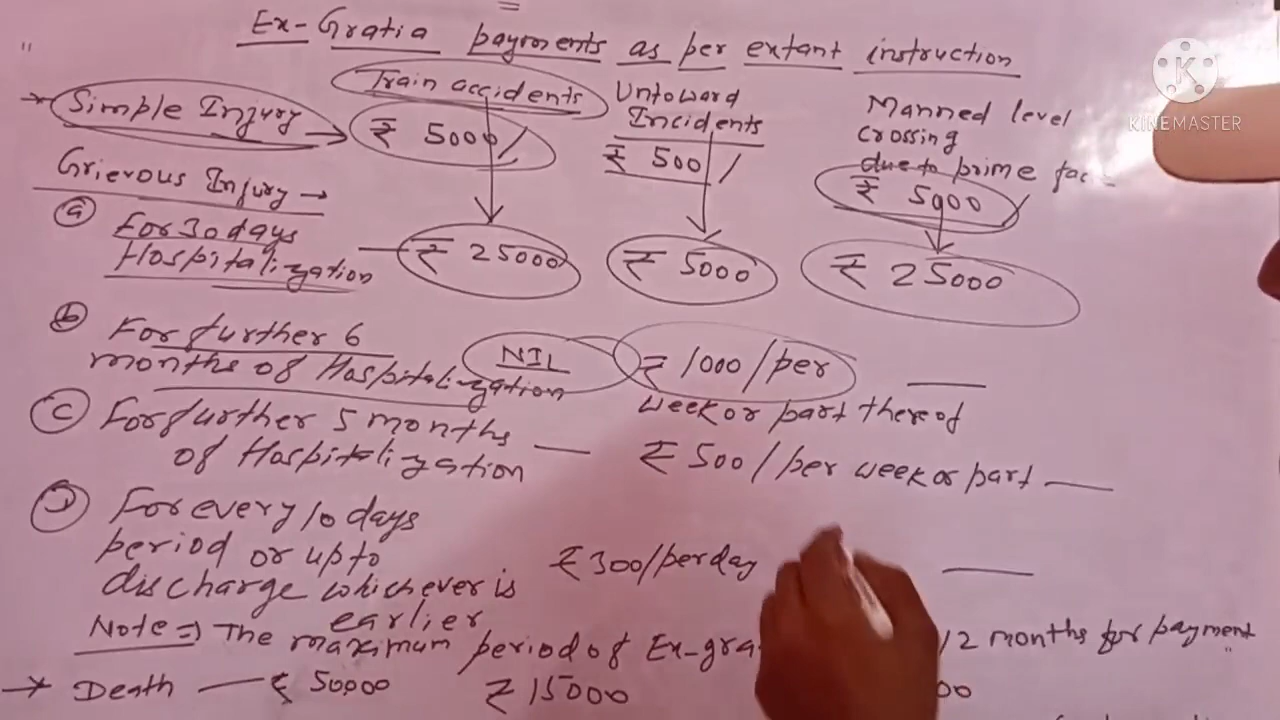 Ex-Gratia payments as per extant instruction
KINEMASTER
Train accidents
Untoward
Incidents
Manned level
crossing
due to prime fac
Simple Injury
₹ 5000/
₹ 500/
₹ 5000/
Grievous Injury →
(a) For 30 days
Hospitalization
₹ 25000
₹ 5000
₹ 25000
(b) For further 6
months of Hospitalization
NIL
₹ 1000/per
week or part there of
(c) For further 5 months
of Hospitalization
₹ 500/per week or part
For every 10 days
period or up to
discharge whichever is
earlier
₹ 300/per day
Note ⇒ The maximum period of Ex-gra 12 months for payment
→ Death — ₹ 50000
₹ 15000